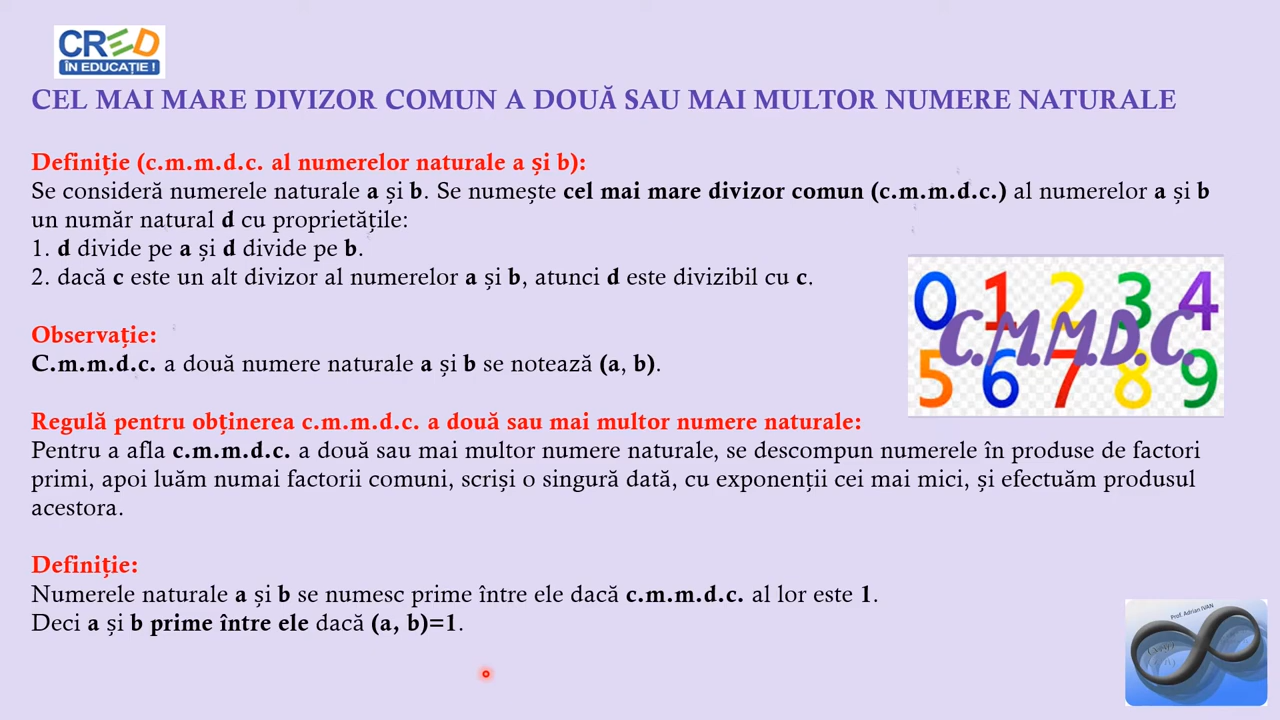 CRED
ÎN EDUCAȚIE !
CEL MAI MARE DIVIZOR COMUN A DOUĂ SAU MAI MULTOR NUMERE NATURALE
Definiție (c.m.m.d.c. al numerelor naturale a și b):
Se consideră numerele naturale a și b. Se numește cel mai mare divizor comun (c.m.m.d.c.) al numerelor a și b
un număr natural d cu proprietățile:
1. d divide pe a și d divide pe b.
2. dacă c este un alt divizor al numerelor a și b, atunci d este divizibil cu c.
0 1 2 3 4
C.M.M.D.C.
5 6 7 8 9
Observație:
C.m.m.d.c. a două numere naturale a și b se notează (a, b).
Regulă pentru obținerea c.m.m.d.c. a două sau mai multor numere naturale:
Pentru a afla c.m.m.d.c. a două sau mai multor numere naturale, se descompun numerele în produse de factori
primi, apoi luăm numai factorii comuni, scriși o singură dată, cu exponenții cei mai mici, și efectuăm produsul
acestora.
Definiție:
Numerele naturale a și b se numesc prime între ele dacă c.m.m.d.c. al lor este 1.
Deci a și b prime între ele dacă (a, b)=1.
Prof. Adrian IVAN